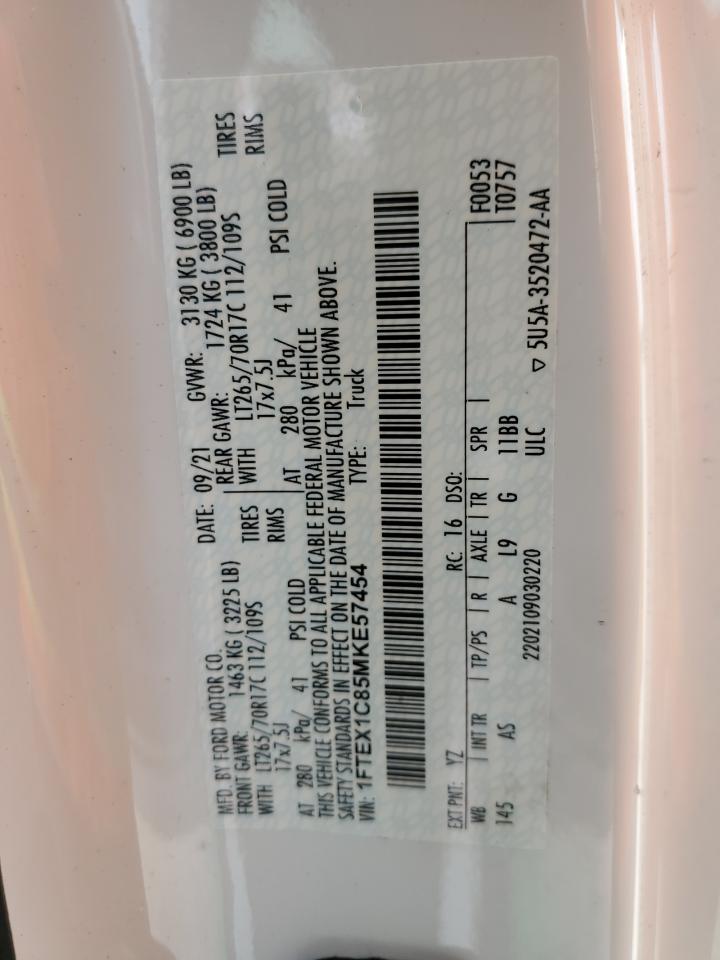 MFD. BY FORD MOTOR CO. DATE: 09/21 GVWR: 3130 KG ( 6900 LB)
FRONT GAWR: 1463 KG ( 3225 LB) REAR GAWR: 1724 KG ( 3800 LB)
WITH LT265/70R17C 112/109S TIRES WITH LT265/70R17C 112/109S TIRES
17x7.5J RIMS 17x7.5J RIMS
AT 280 kPa/ 41 PSI COLD AT 280 kPa/ 41 PSI COLD
THIS VEHICLE CONFORMS TO ALL APPLICABLE FEDERAL MOTOR VEHICLE
SAFETY STANDARDS IN EFFECT ON THE DATE OF MANUFACTURE SHOWN ABOVE.
VIN: 1FTEX1C85MKE57454 TYPE: Truck
EXT PNT: YZ RC: 16 DSO:
WB INT TR TP/PS R AXLE TR SPR F0053
145 AS A L9 G 11BB T0757
2202109030220 ULC
▽ 5U5A-3520472-AA